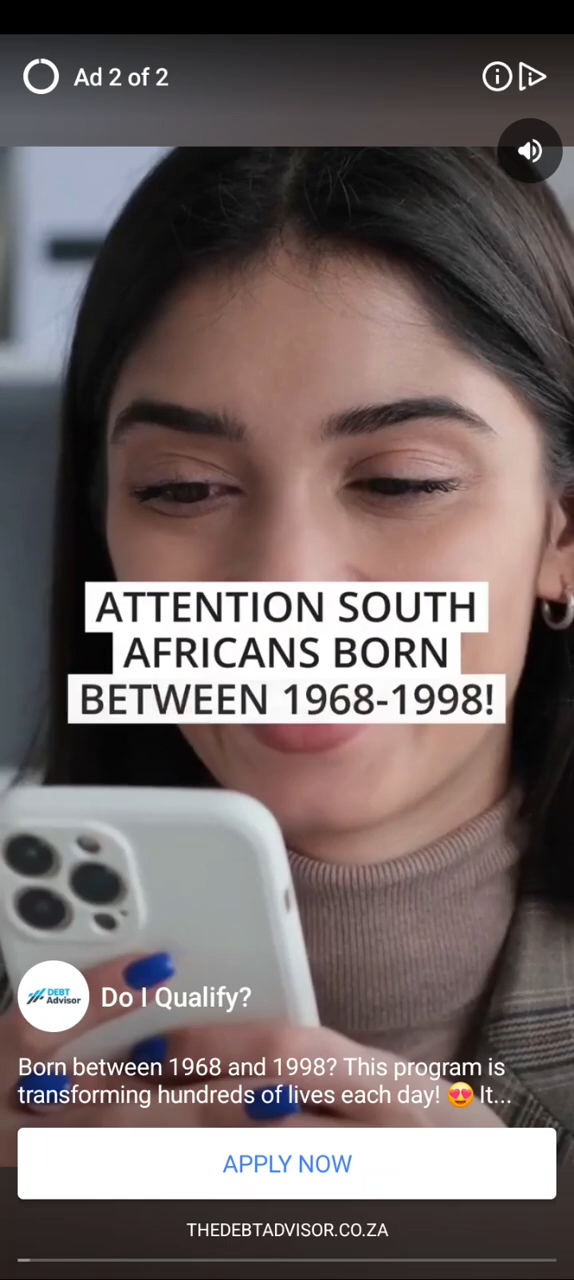 Ad 2 of 2
ATTENTION SOUTH
AFRICANS BORN
BETWEEN 1968-1998!
DEBT
Advisor
Do I Qualify?
Born between 1968 and 1998? This program is
transforming hundreds of lives each day! 😍 It...
APPLY NOW
THEDEBTADVISOR.CO.ZA